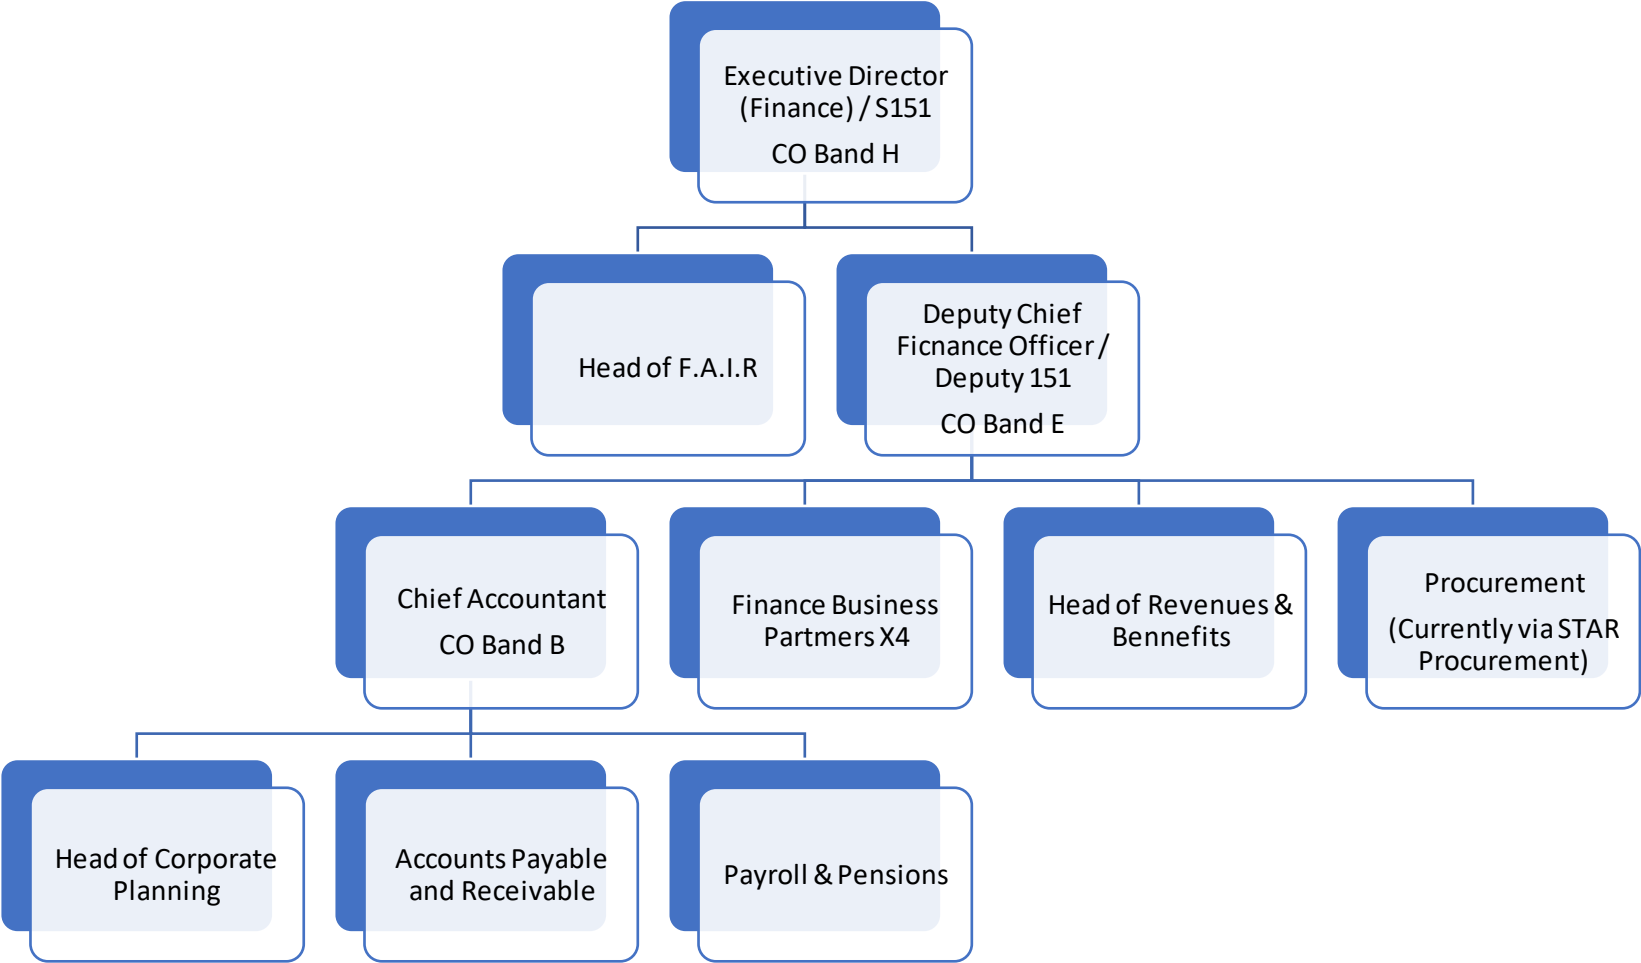 Executive Director
(Finance) / S151
CO Band H
Head of F.A.I.R
Deputy Chief
Ficnance Officer /
Deputy 151
CO Band E
Chief Accountant
CO Band B
Finance Business
Partmers X4
Head of Revenues &
Bennefits
Procurement
(Currently via STAR
Procurement)
Head of Corporate
Planning
Accounts Payable
and Receivable
Payroll & Pensions